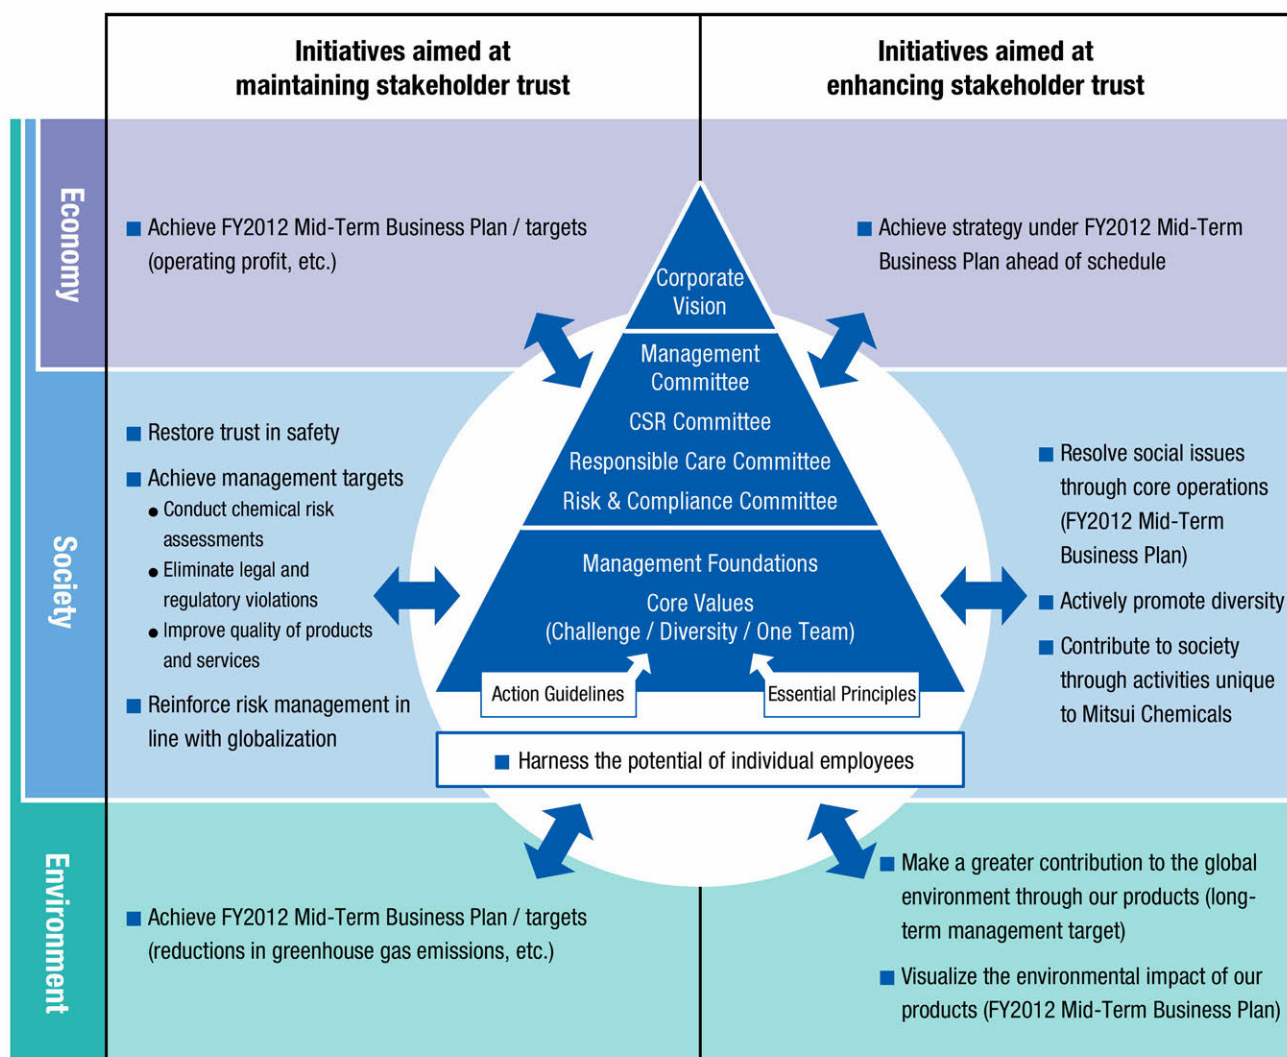 Initiatives aimed at
maintaining stakeholder trust
Initiatives aimed at
enhancing stakeholder trust
Economy
■ Achieve FY2012 Mid-Term Business Plan / targets
(operating profit, etc.)
■ Achieve strategy under FY2012 Mid-Term
Business Plan ahead of schedule
Corporate
Vision
Management
Committee
CSR Committee
Responsible Care Committee
Risk & Compliance Committee
Management Foundations
Core Values
(Challenge / Diversity / One Team)
Action Guidelines
Essential Principles
■ Harness the potential of individual employees
Society
■ Restore trust in safety
■ Achieve management targets
● Conduct chemical risk
assessments
● Eliminate legal and
regulatory violations
● Improve quality of products
and services
■ Reinforce risk management in
line with globalization
■ Resolve social issues
through core operations
(FY2012 Mid-Term
Business Plan)
■ Actively promote diversity
■ Contribute to society
through activities unique
to Mitsui Chemicals
Environment
■ Achieve FY2012 Mid-Term Business Plan / targets
(reductions in greenhouse gas emissions, etc.)
■ Make a greater contribution to the global
environment through our products (long-
term management target)
■ Visualize the environmental impact of our
products (FY2012 Mid-Term Business Plan)